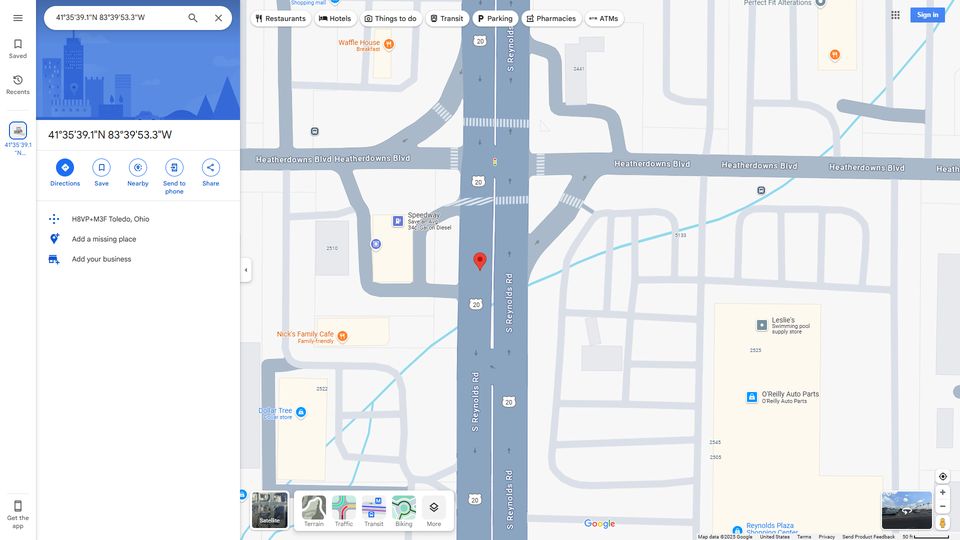 41°35'39.1"N 83°39'53.3"W
Restaurants
Hotels
Things to do
Transit
Parking
Pharmacies
ATMs
Sign in
Saved
Recents
41°35'39.1
"N...
Get the
app
41°35'39.1"N 83°39'53.3"W
Directions
Save
Nearby
Send to
phone
Share
H8VP+M3F Toledo, Ohio
Add a missing place
Add your business
Shopping mall
Perfect Fit Alterations
Waffle House
Breakfast
20
S Reynolds Rd
2441
Heatherdowns Blvd
Heatherdowns Blvd
Heatherdowns Blvd
Heatherdowns Blvd
Heatherdowns Blvd
Heath
20
Speedway
Save an Avg.
34¢ Gal on Diesel
2510
5133
20
S Reynolds Rd
Nick's Family Cafe
Family-friendly
Leslie's
Swimming pool
supply store
2525
2522
Dollar Tree
Dollar store
S Reynolds Rd
20
O'Reilly Auto Parts
O'Reilly Auto Parts
2545
2505
20
S Reynolds Rd
Satellite
Terrain
Traffic
Transit
Biking
More
Google
Reynolds Plaza
Shopping Center
Map data ©2025 Google
United States
Terms
Privacy
Send Product Feedback
50 ft